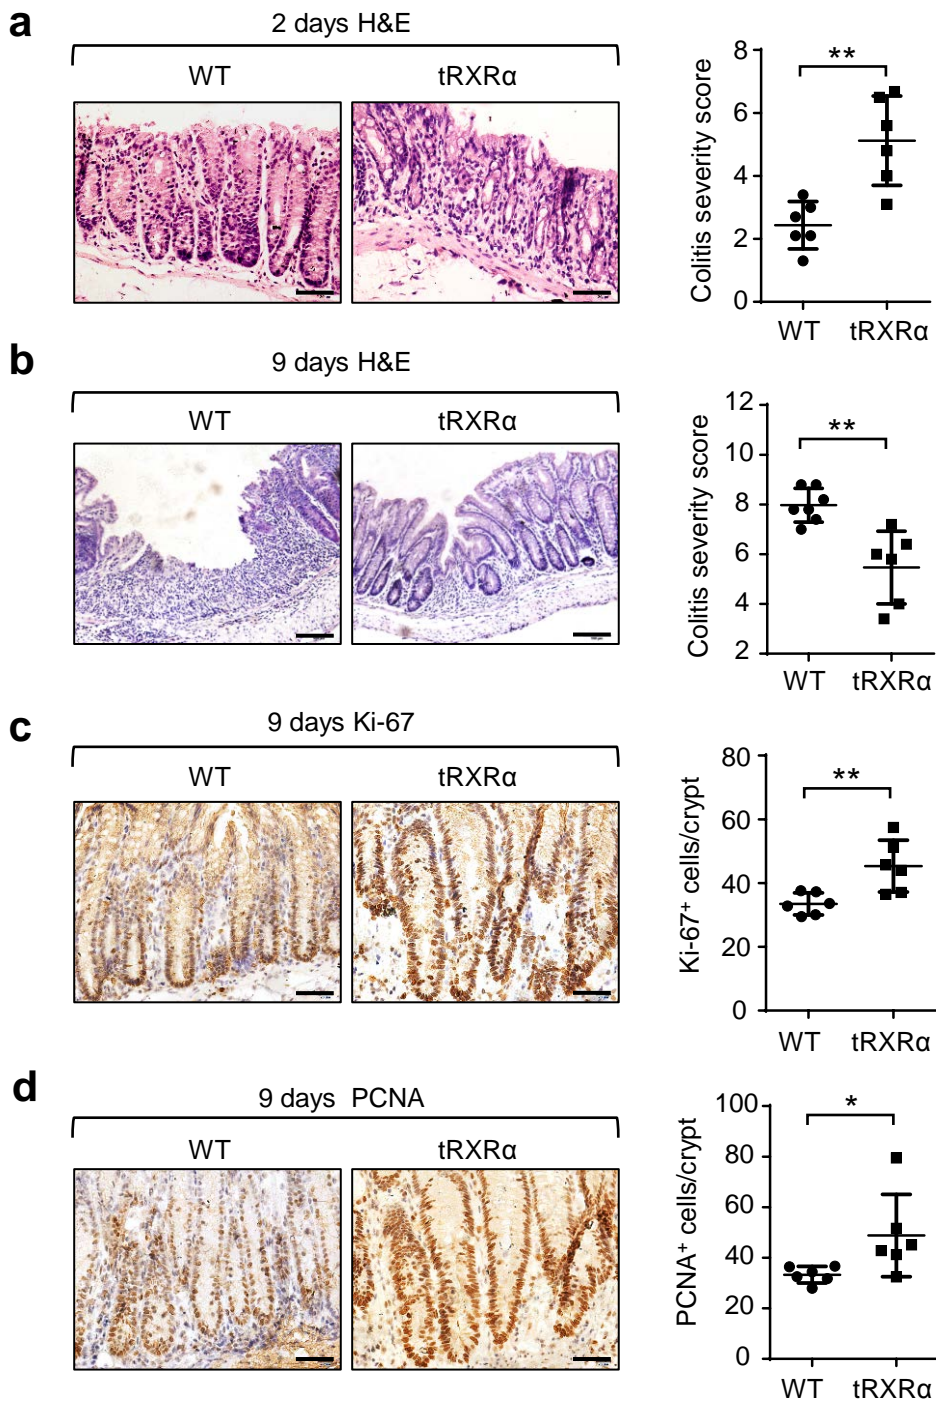 a
2 days H&E
WT
tRXRα
Colitis severity score
8
6
4
2
0
**
WT
tRXRα
b
9 days H&E
WT
tRXRα
Colitis severity score
12
10
8
6
4
2
**
WT
tRXRα
c
9 days Ki-67
WT
tRXRα
Ki-67⁺ cells/crypt
80
60
40
20
0
**
WT
tRXRα
d
9 days PCNA
WT
tRXRα
PCNA⁺ cells/crypt
100
80
60
40
20
0
*
WT
tRXRα